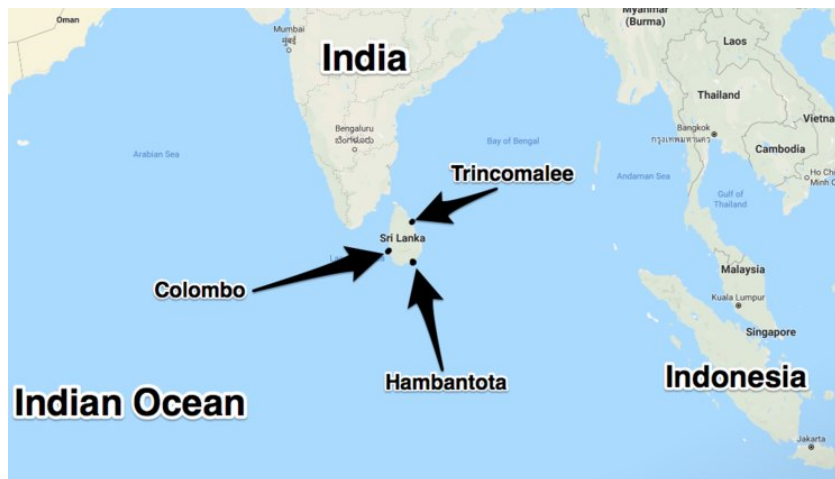 Oman
Mumbai
मुंबई
India
Myanmar
(Burma)
Laos
Thailand
Vietna
Bengaluru
ಬೆಂಗಳೂರು
Bay of Bengal
Bangkok
กรุงเทพมหานคร
Cambodia
Arabian Sea
Andaman Sea
Ho Chi
Minh C
Trincomalee
Gulf of
Thailand
Sri Lanka
Colombo
Malaysia
Kuala Lumpur
Singapore
Hambantota
Indonesia
Indian Ocean
Jakarta